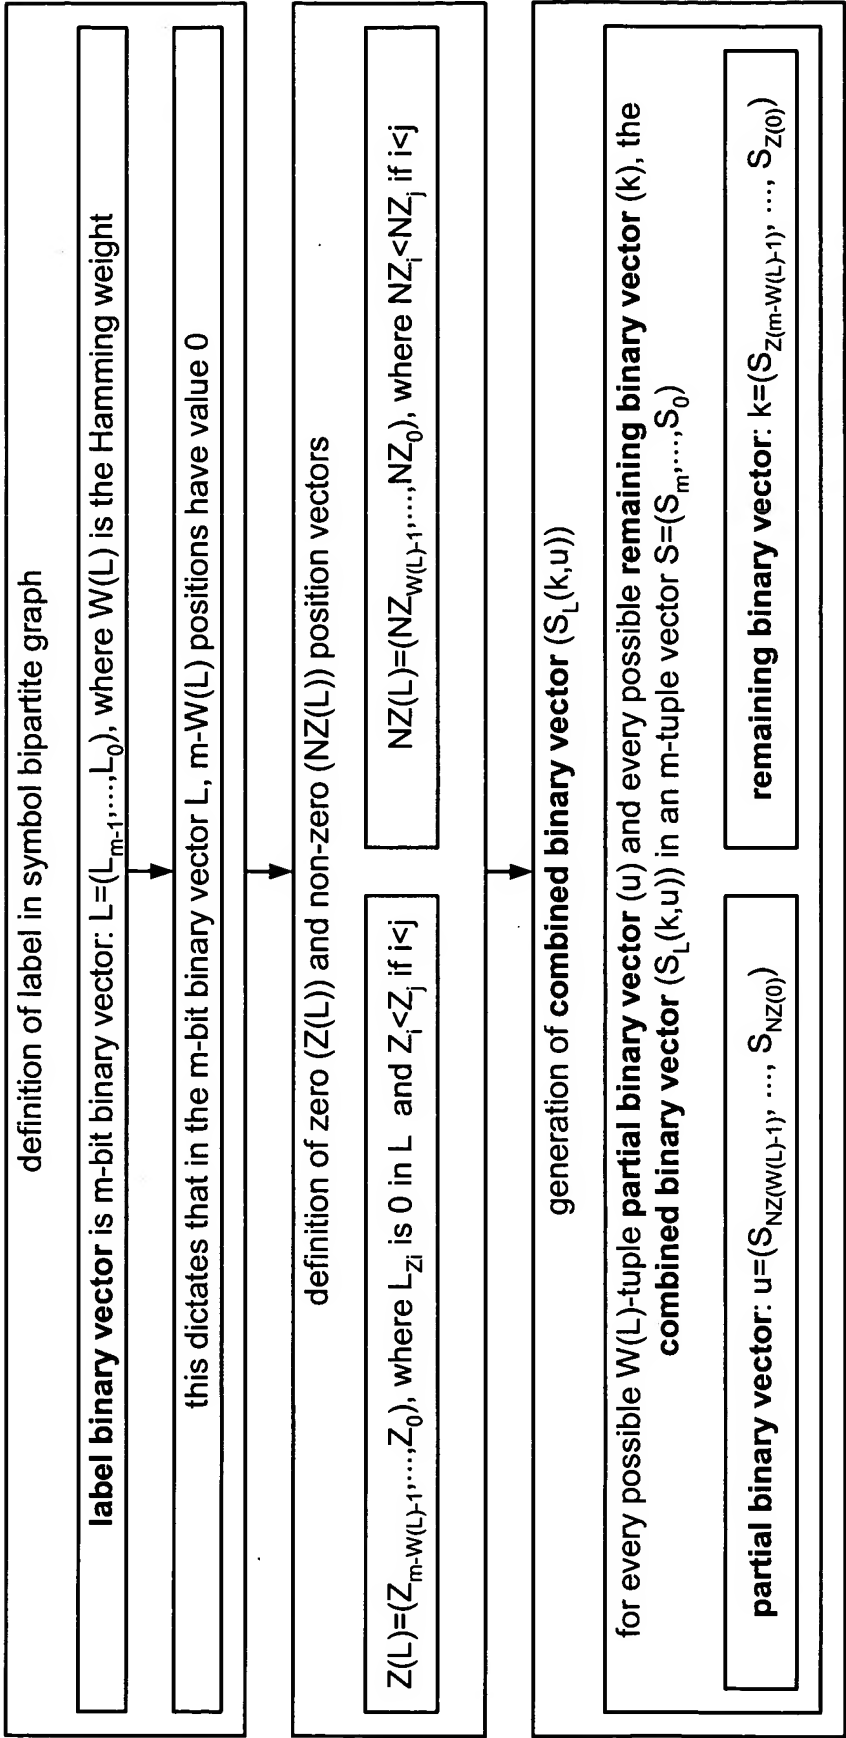 definition of label in symbol bipartite graph
label binary vector is m-bit binary vector: L=(L_{m-1},...,L_0), where W(L) is the Hamming weight
this dictates that in the m-bit binary vector L, m-W(L) positions have value 0
definition of zero (Z(L)) and non-zero (NZ(L)) position vectors
Z(L)=(Z_{m-W(L)-1},...,Z_0), where L_{Zi} is 0 in L and Z_i<Z_j if i<j
NZ(L)=(NZ_{W(L)-1},...,NZ_0), where NZ_i<NZ_j if i<j
generation of combined binary vector (S_L(k,u))
for every possible W(L)-tuple partial binary vector (u) and every possible remaining binary vector (k), the
combined binary vector (S_L(k,u)) in an m-tuple vector S=(S_m,...,S_0)
partial binary vector: u=(S_{NZ(W(L)-1)}, ..., S_{NZ(0)})
remaining binary vector: k=(S_{Z(m-W(L)-1)}, ..., S_{Z(0)})